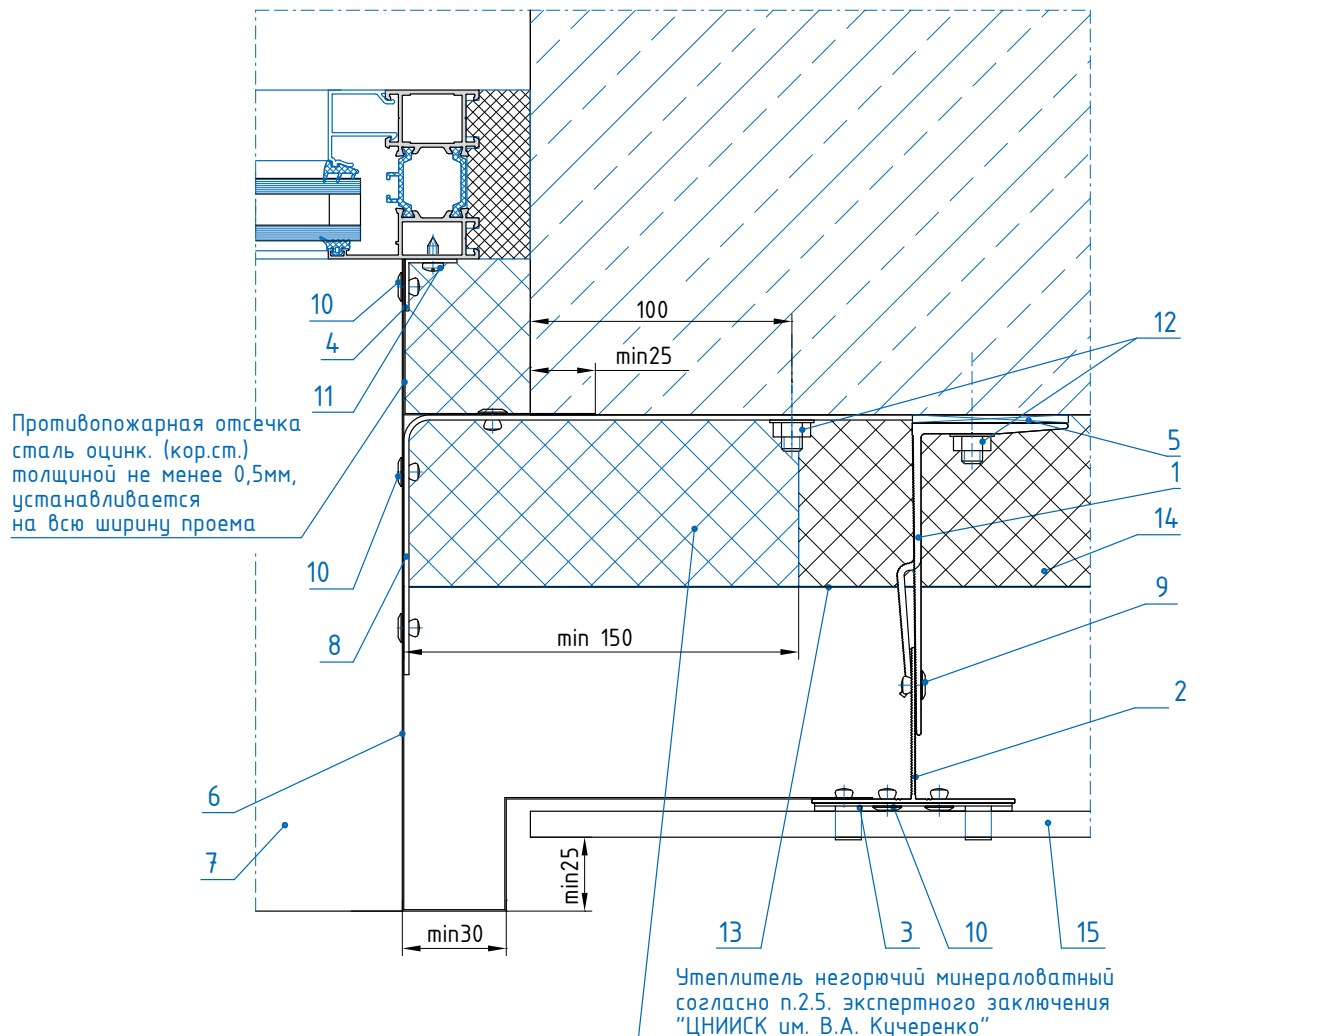 100
min25
12
10
4
11
Противопожарная отсечка
сталь оцинк. (кор.ст.)
толщиной не менее 0,5мм,
устанавливается
на всю ширину проема
5
1
14
10
9
8
min 150
2
6
7
min25
min30
13
3
10
15
Утеплитель негорючий минераловатный
согласно п.2.5. экспертного заключения
"ЦНИИСК им. В.А. Кучеренко"